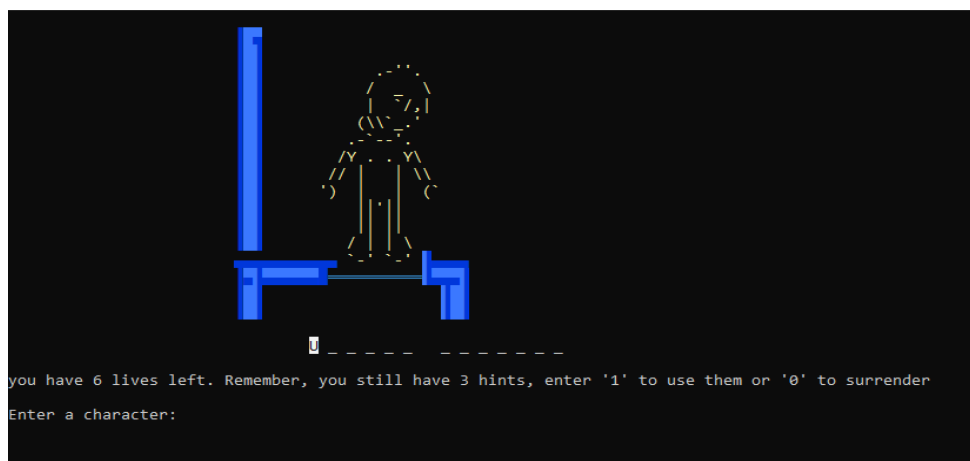 U _ _ _ _ _   _ _ _ _ _ _ _
you have 6 lives left. Remember, you still have 3 hints, enter '1' to use them or '0' to surrender
Enter a character: